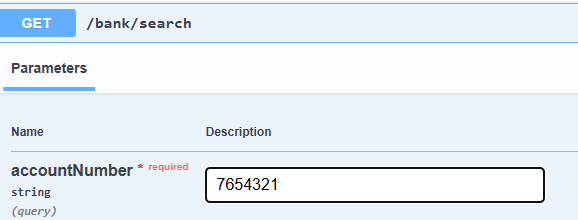 GET /bank/search
Parameters
Name Description
accountNumber * required
7654321
string
(query)